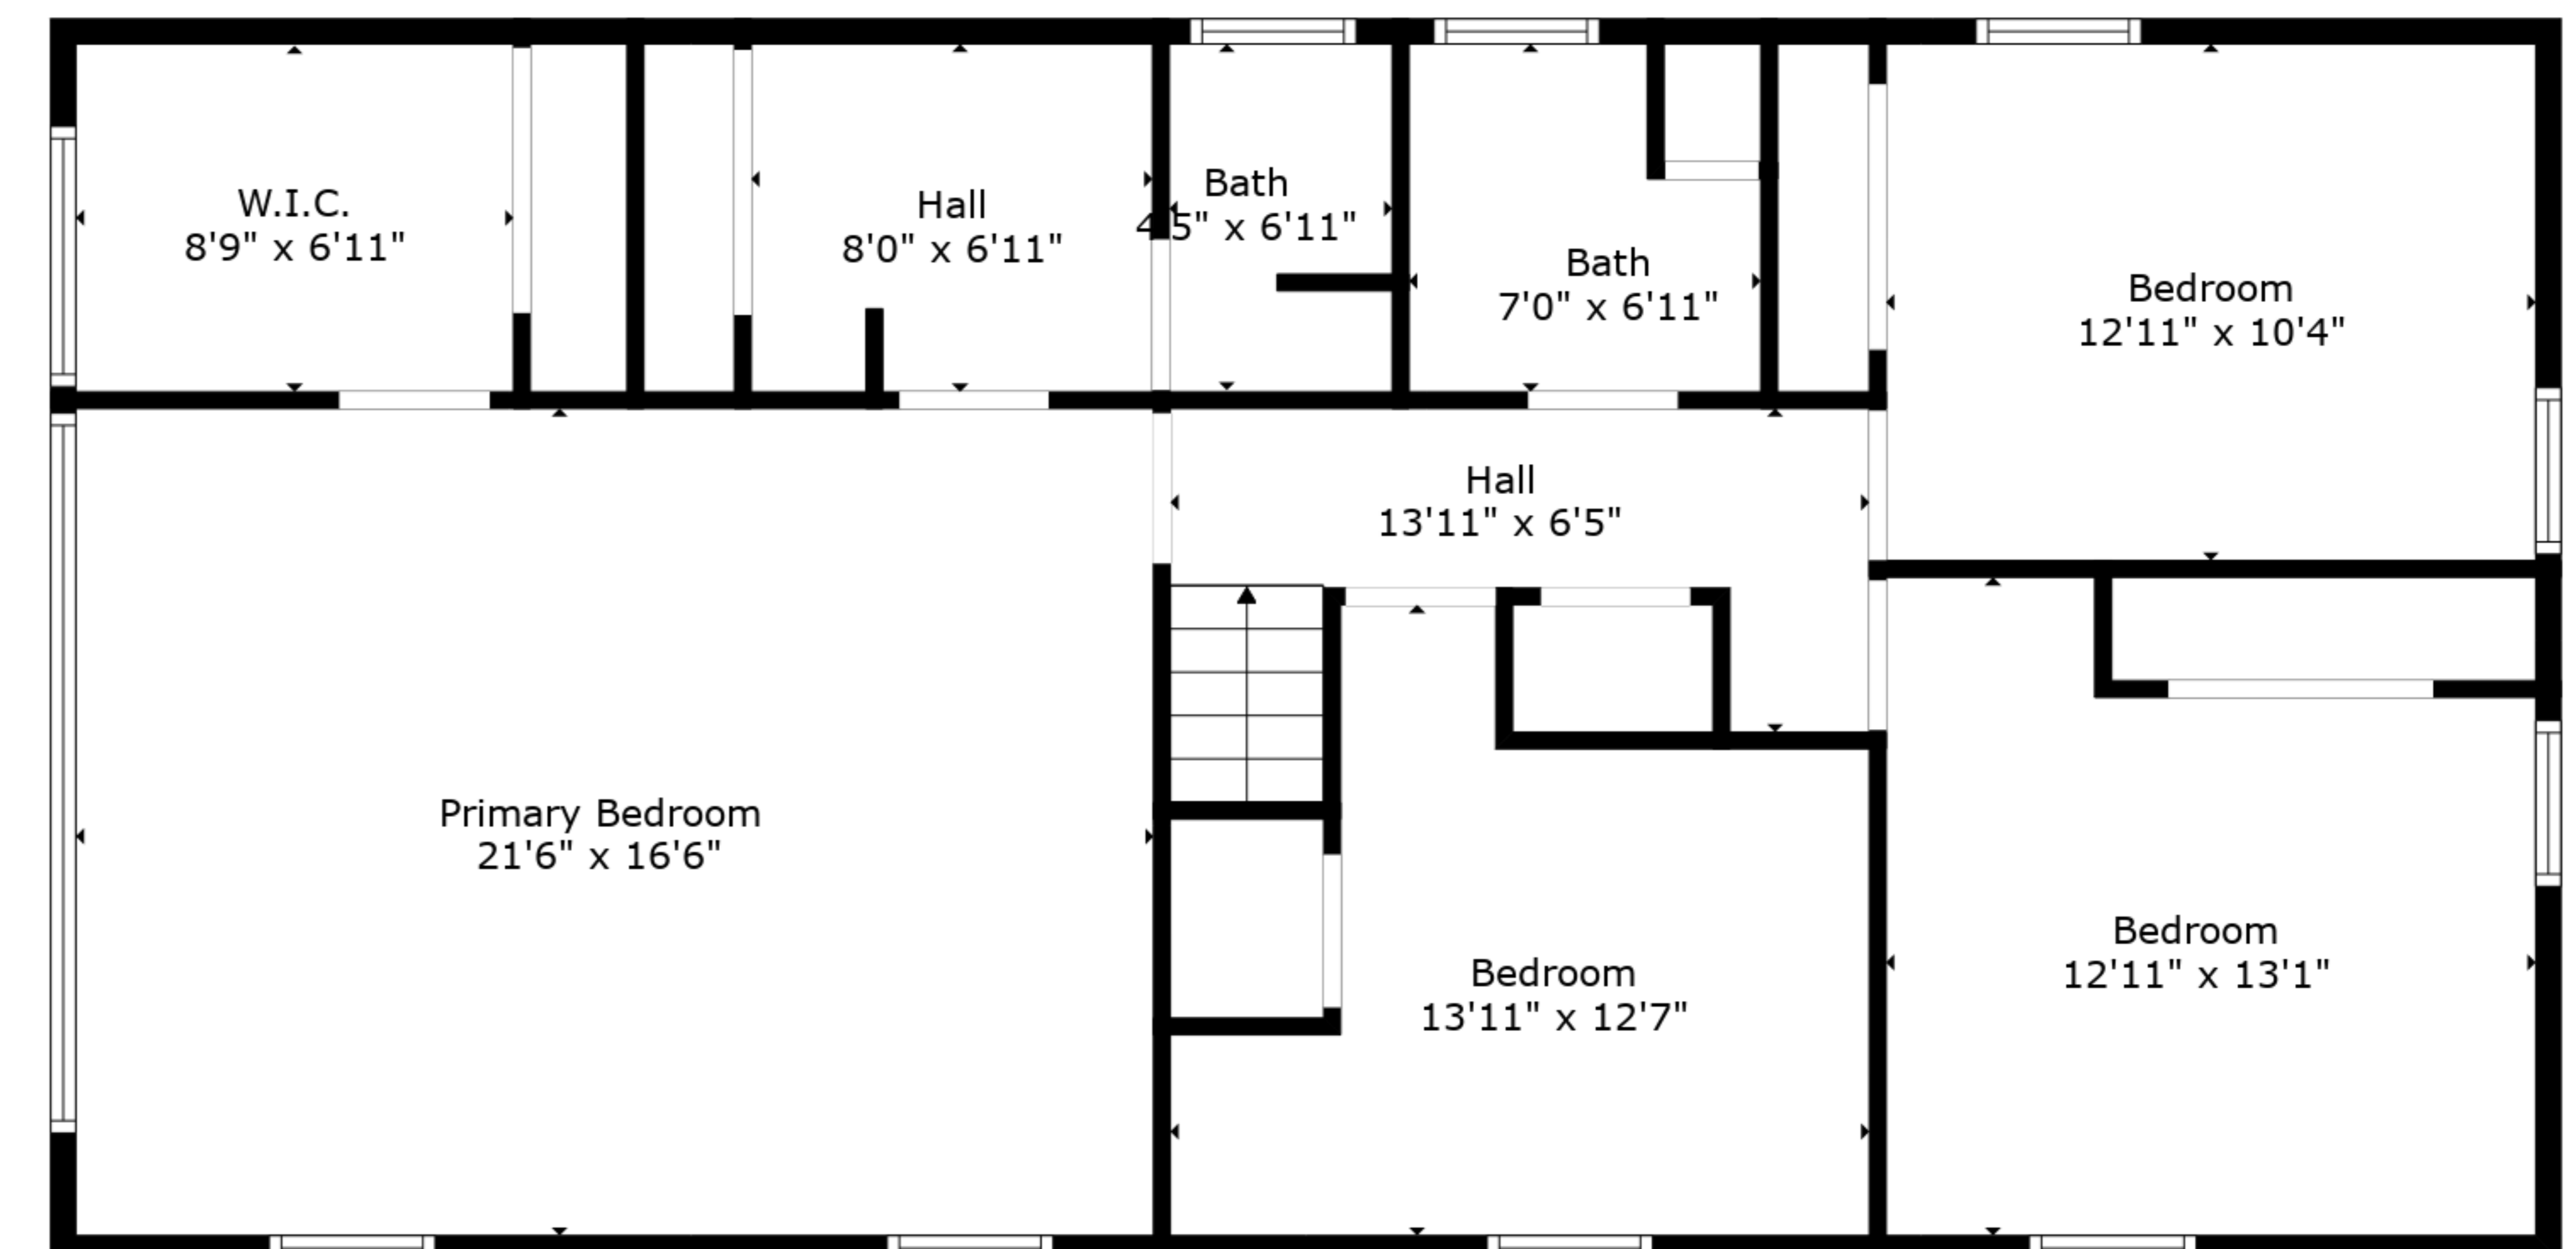 W.I.C.
8'9" x 6'11"
Hall
8'0" x 6'11"
Bath
4'5" x 6'11"
Bath
7'0" x 6'11"
Bedroom
12'11" x 10'4"
Hall
13'11" x 6'5"
Primary Bedroom
21'6" x 16'6"
Bedroom
13'11" x 12'7"
Bedroom
12'11" x 13'1"